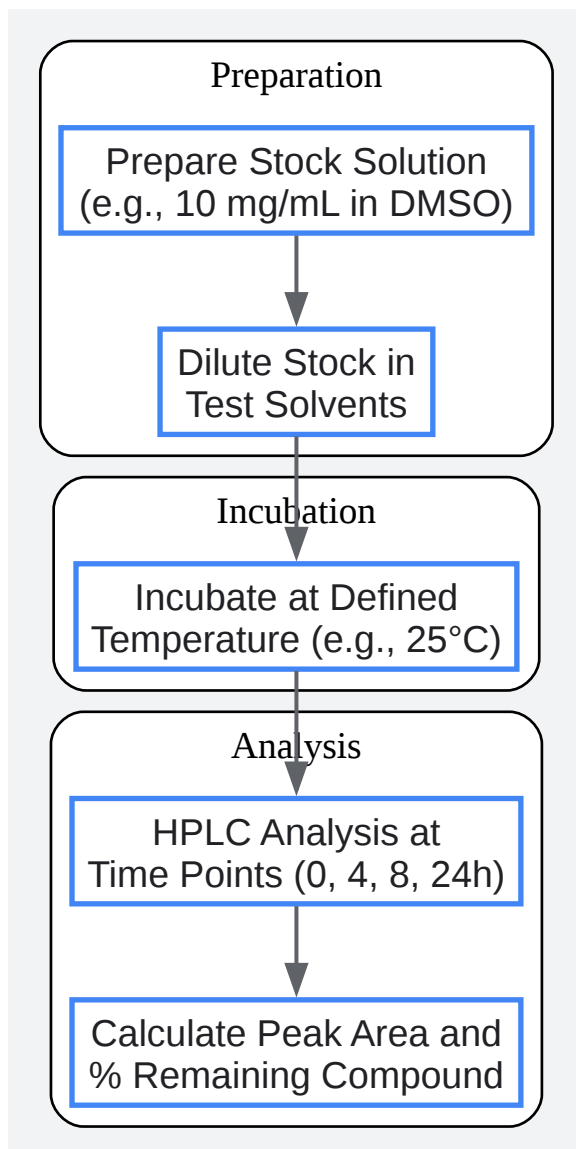 Preparation
Prepare Stock Solution
(e.g., 10 mg/mL in DMSO)
Dilute Stock in
Test Solvents
Incubation
Incubate at Defined
Temperature (e.g., 25°C)
Analysis
HPLC Analysis at
Time Points (0, 4, 8, 24h)
Calculate Peak Area and
% Remaining Compound